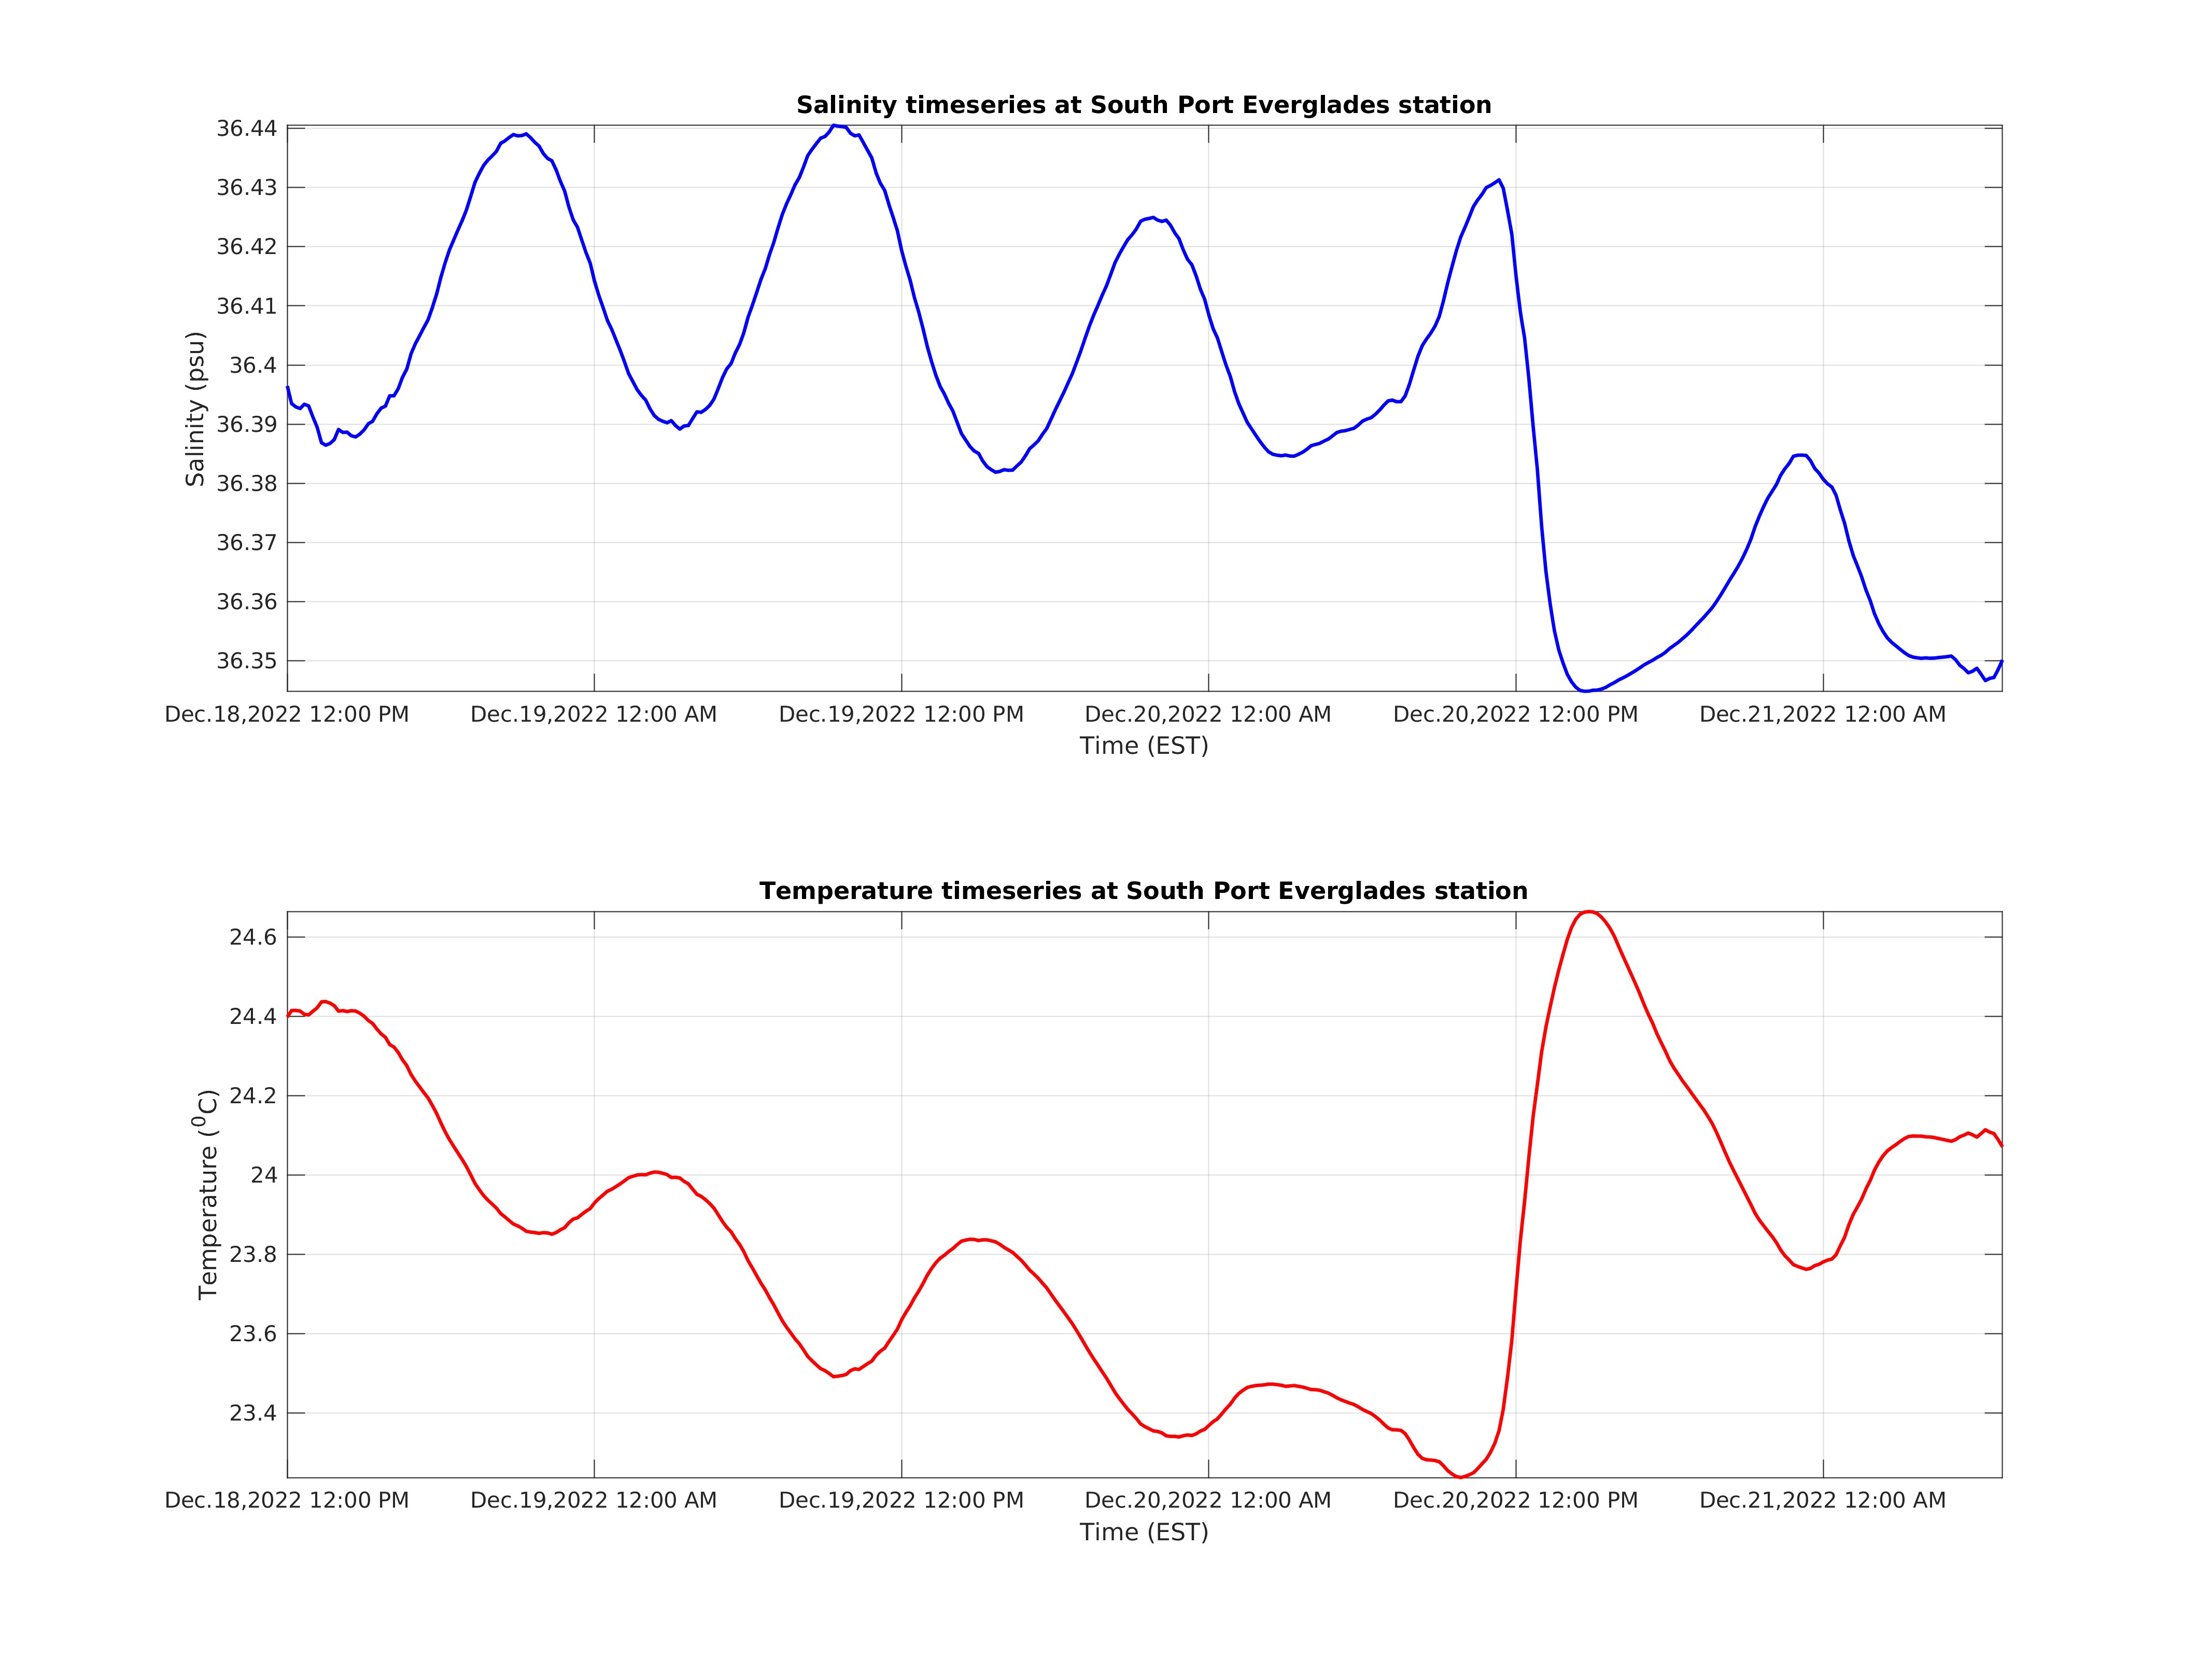 Salinity timeseries at South Port Everglades station
36.44
36.43
36.42
36.41
36.4
36.39
36.38
36.37
36.36
36.35
Salinity (psu)
Dec.18,2022 12:00 PM Dec.19,2022 12:00 AM Dec.19,2022 12:00 PM Dec.20,2022 12:00 AM Dec.20,2022 12:00 PM Dec.21,2022 12:00 AM
Time (EST)
Temperature timeseries at South Port Everglades station
24.6
24.4
24.2
24
23.8
23.6
23.4
Temperature (⁰C)
Dec.18,2022 12:00 PM Dec.19,2022 12:00 AM Dec.19,2022 12:00 PM Dec.20,2022 12:00 AM Dec.20,2022 12:00 PM Dec.21,2022 12:00 AM
Time (EST)